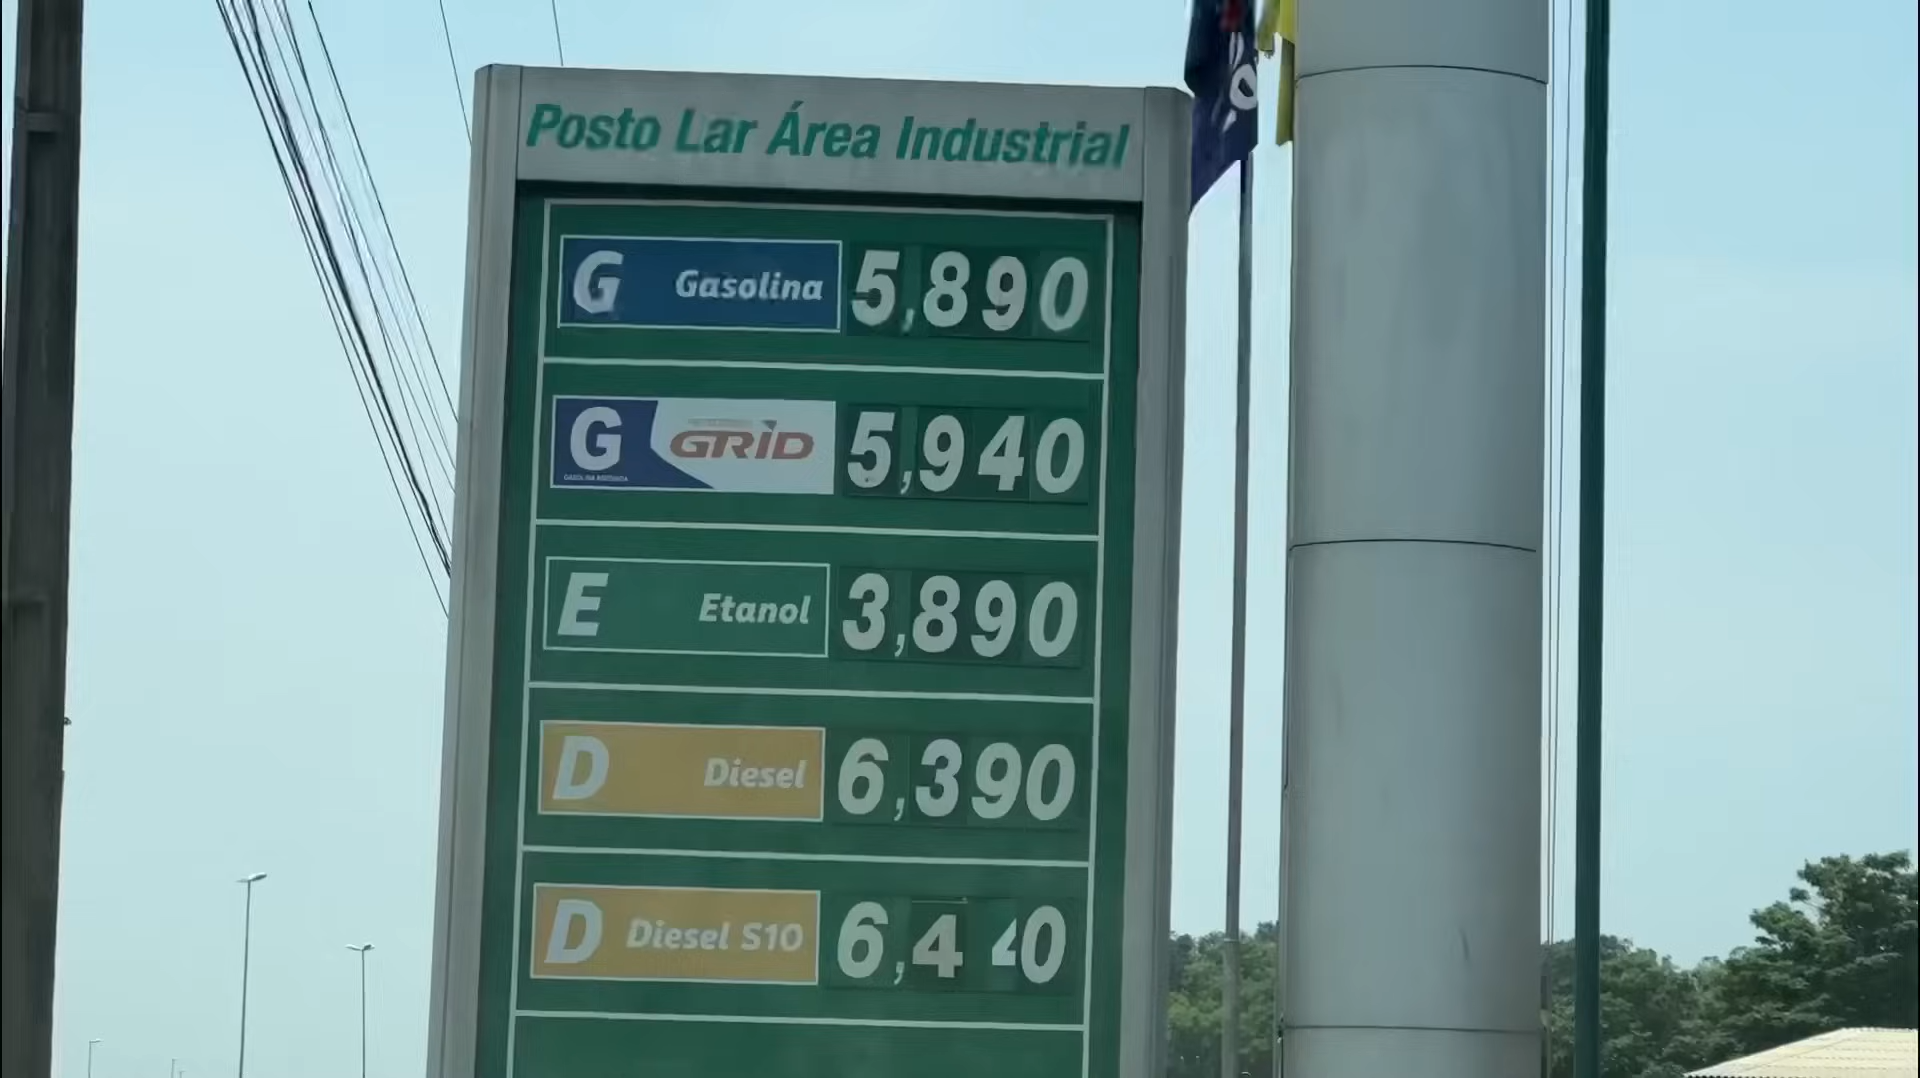 Posto Lar Área Industrial
G Gasolina 5,890
G GRID 5,940
E Etanol 3,890
D Diesel 6,390
D Diesel S10 6,440